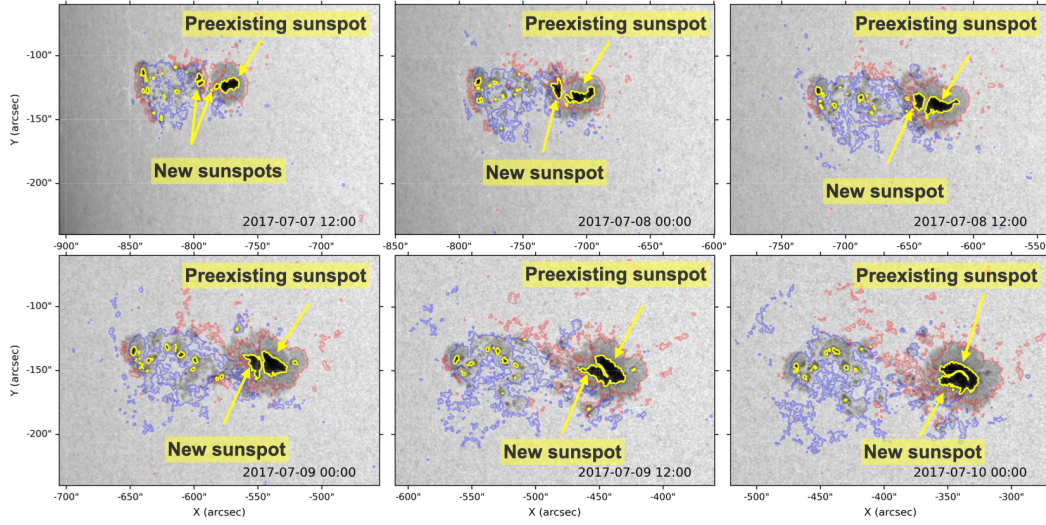 Preexisting sunspot
Preexisting sunspot
Preexisting sunspot
-100"
-150"
-200"
Y (arcsec)
New sunspots
New sunspot
New sunspot
2017-07-07 12:00
2017-07-08 00:00
2017-07-08 12:00
-900" -850" -800" -750" -700"
-850" -800" -750" -700" -650" -600"
-750" -700" -650" -600" -550"
Preexisting sunspot
Preexisting sunspot
Preexisting sunspot
-100"
-150"
-200"
Y (arcsec)
New sunspot
New sunspot
New sunspot
2017-07-09 00:00
2017-07-09 12:00
2017-07-10 00:00
-700" -650" -600" -550" -500"
-600" -550" -500" -450" -400"
-500" -450" -400" -350" -300"
X (arcsec)
X (arcsec)
X (arcsec)